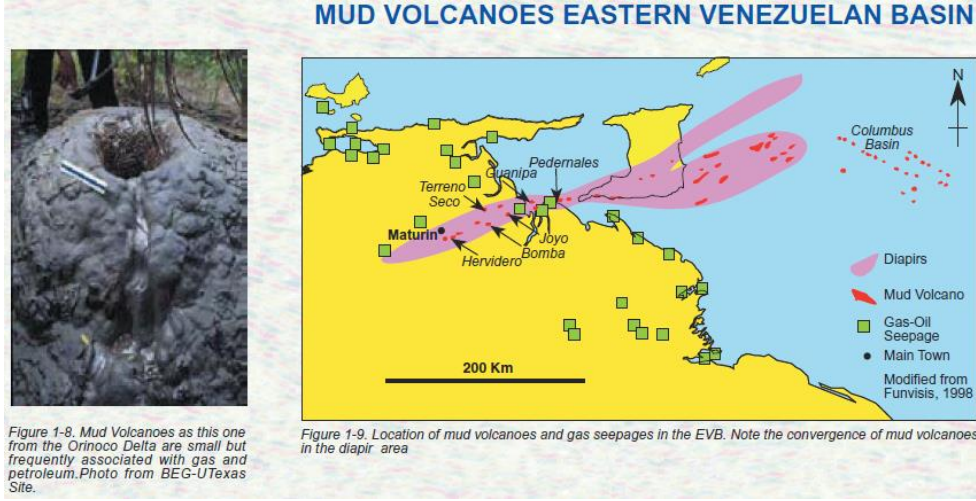 MUD VOLCANOES EASTERN VENEZUELAN BASIN
N
Columbus
Basin
Pedernales
Guanipa
Terreno
Seco
Maturin
Joyo
Bomba
Hervidero
Diapirs
Mud Volcano
Gas-Oil
Seepage
Main Town
Modified from
Funvisis, 1998
200 Km
Figure 1-8. Mud Volcanoes as this one
from the Orinoco Delta are small but
frequently associated with gas and
petroleum.Photo from BEG-UTexas
Site.
Figure 1-9. Location of mud volcanoes and gas seepages in the EVB. Note the convergence of mud volcanoes
in the diapir area